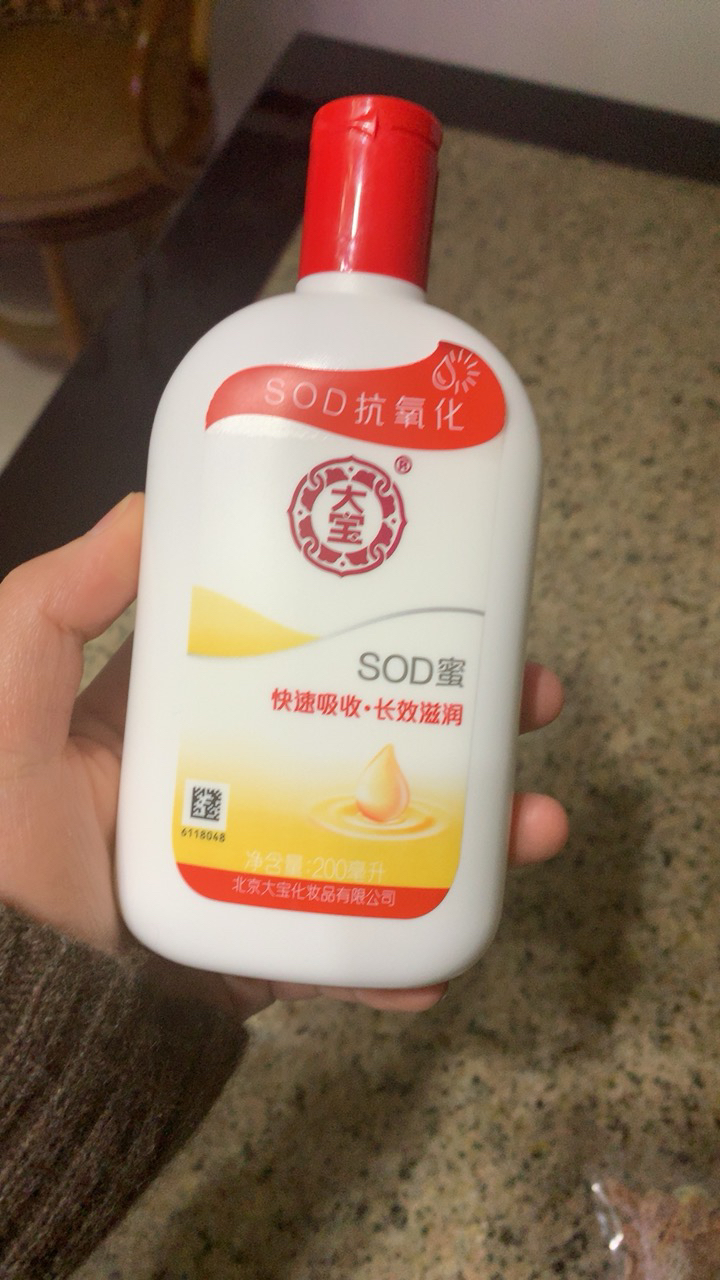 SOD抗氧化
®
大宝
SOD蜜
快速吸收·长效滋润
6118048
净含量:200毫升
北京大宝化妆品有限公司